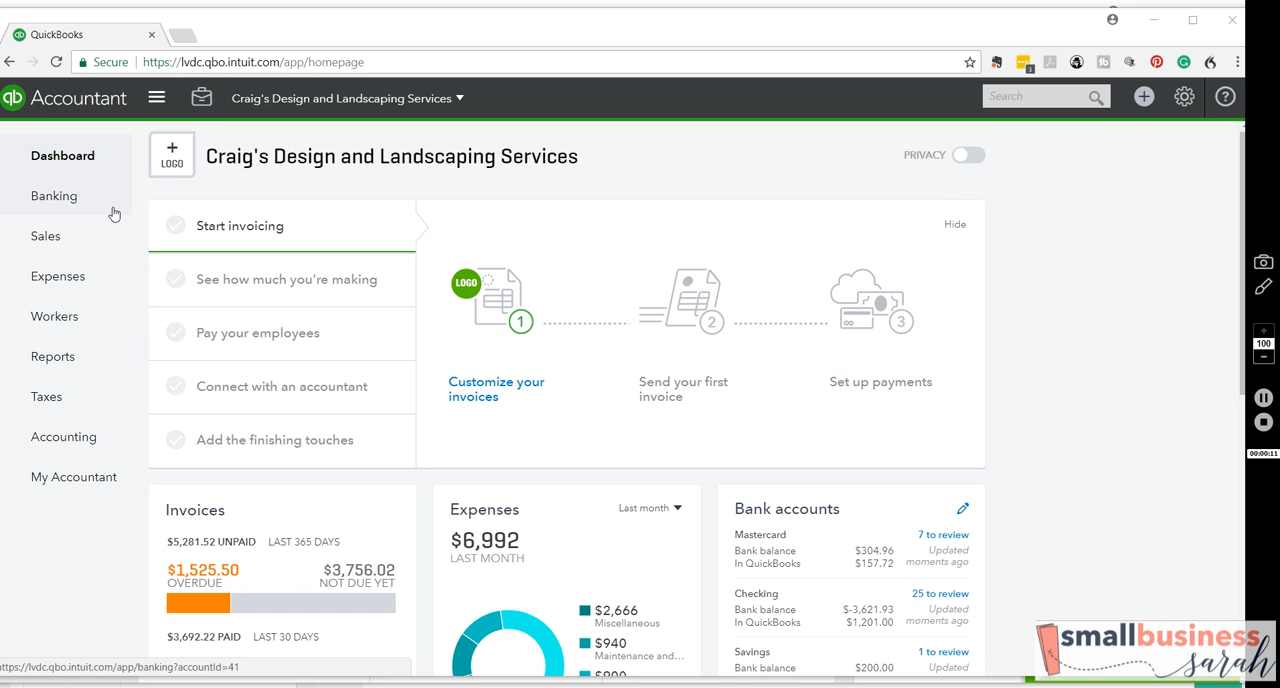 QuickBooks
Secure https://lvdc.qbo.intuit.com/app/homepage
3
qb Accountant
Craig's Design and Landscaping Services
Search
Dashboard
Banking
Sales
Expenses
Workers
Reports
Taxes
Accounting
My Accountant
+ LOGO
Craig's Design and Landscaping Services
PRIVACY
Start invoicing
See how much you're making
Pay your employees
Connect with an accountant
Add the finishing touches
Hide
LOGO
1
2
3
Customize your
invoices
Send your first
invoice
Set up payments
Invoices
$5,281.52 UNPAID LAST 365 DAYS
$1,525.50 $3,756.02
OVERDUE NOT DUE YET
$3,692.22 PAID LAST 30 DAYS
Expenses
Last month
$6,992
LAST MONTH
$2,666
Miscellaneous
$940
Maintenance and...
$900
Bank accounts
Mastercard 7 to review
Bank balance $304.96 Updated
In QuickBooks $157.72 moments ago
Checking 25 to review
Bank balance $-3,621.93 Updated
In QuickBooks $1,201.00 moments ago
Savings 1 to review
Bank balance $200.00 Updated
https://lvdc.qbo.intuit.com/app/banking?accountId=41
100
00:00:11
smallbusiness
sarah